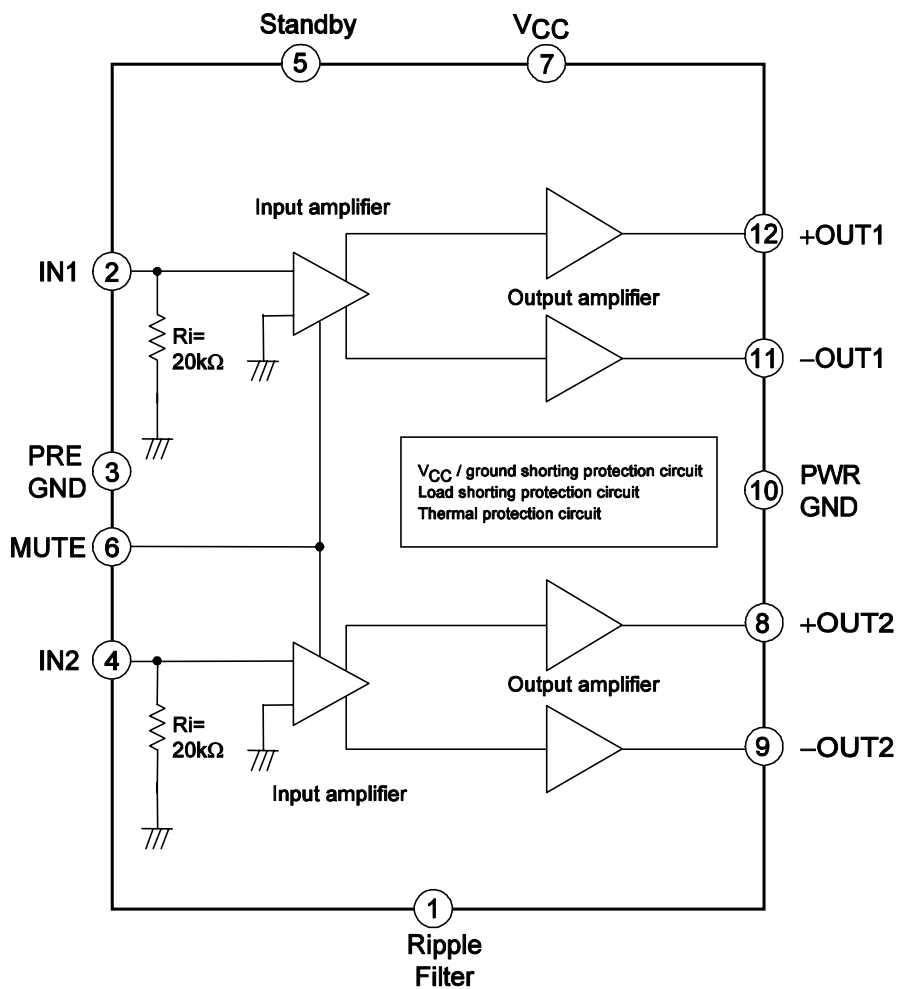 Standby
VCC
5
7
Input amplifier
12
+OUT1
IN1
2
Output amplifier
Ri=
20kΩ
11
–OUT1
PRE
GND
3
VCC / ground shorting protection circuit
Load shorting protection circuit
Thermal protection circuit
10
PWR
GND
MUTE
6
8
+OUT2
IN2
4
Output amplifier
Ri=
20kΩ
9
–OUT2
Input amplifier
1
Ripple
Filter